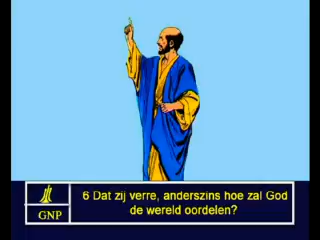 6 Dat zij verre, anderszins hoe zal God
de wereld oordelen?
GNP